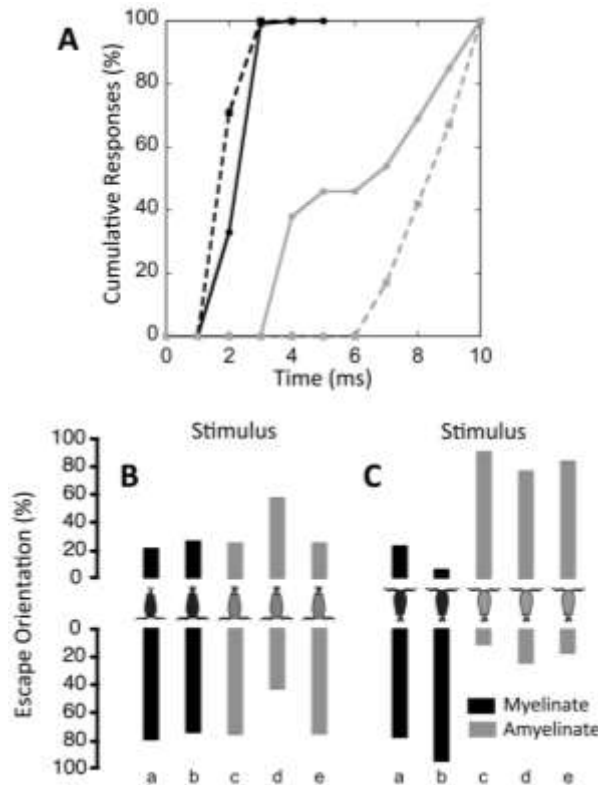 A
Cumulative Responses (%)
100
80
60
40
20
0
0 2 4 6 8 10
Time (ms)
Stimulus
Stimulus
B
C
Escape Orientation (%)
100
80
60
40
20
0
0
20
40
60
80
100
Myelinate
Amyelinate
a b c d e
a b c d e